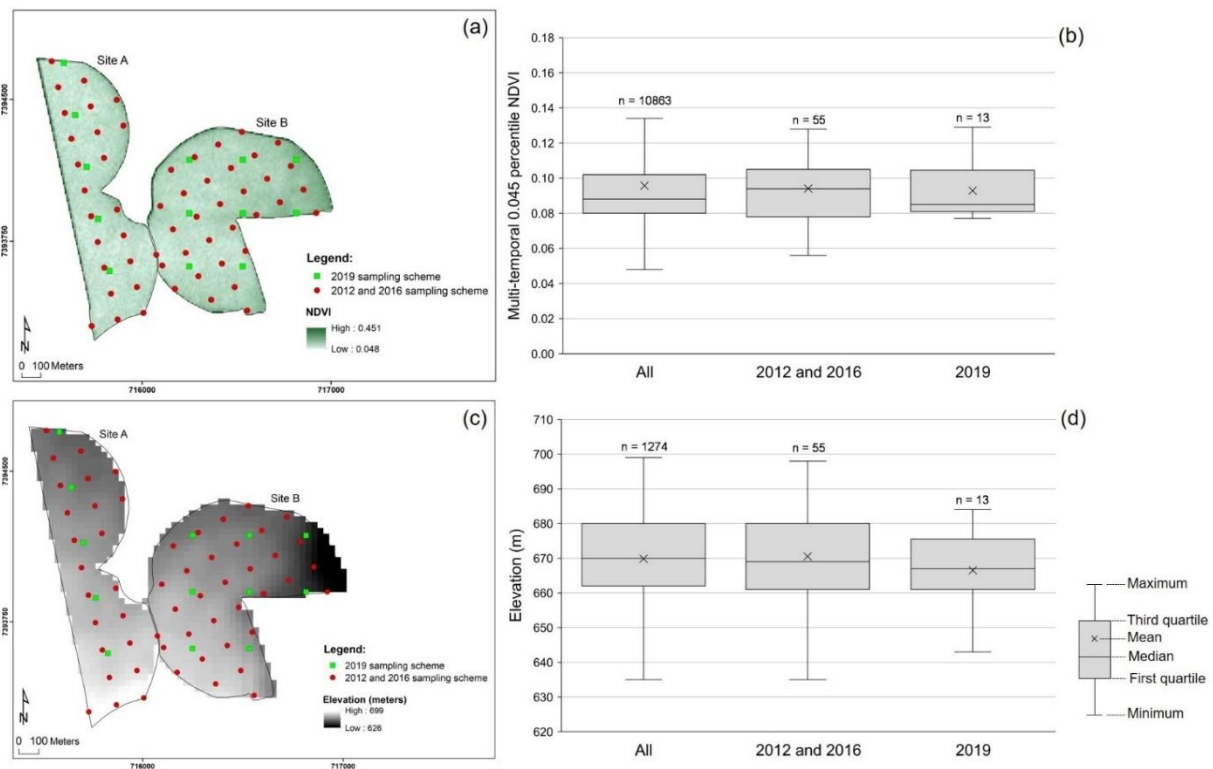 (a)
Site A
Site B
7394500
7393750
Legend:
2019 sampling scheme
2012 and 2016 sampling scheme
NDVI
High : 0.451
Low : 0.048
N
0 100 Meters
716000
717000
(b)
Multi-temporal 0.045 percentile NDVI
0.18
0.16
0.14
0.12
0.10
0.08
0.06
0.04
0.02
0.00
n = 10863
n = 55
n = 13
All
2012 and 2016
2019
(c)
Site A
Site B
7394500
7393750
Legend:
2019 sampling scheme
2012 and 2016 sampling scheme
Elevation (meters)
High : 699
Low : 626
N
0 100 Meters
716000
717000
(d)
Elevation (m)
710
700
690
680
670
660
650
640
630
620
n = 1274
n = 55
n = 13
All
2012 and 2016
2019
Maximum
Third quartile
Mean
Median
First quartile
Minimum